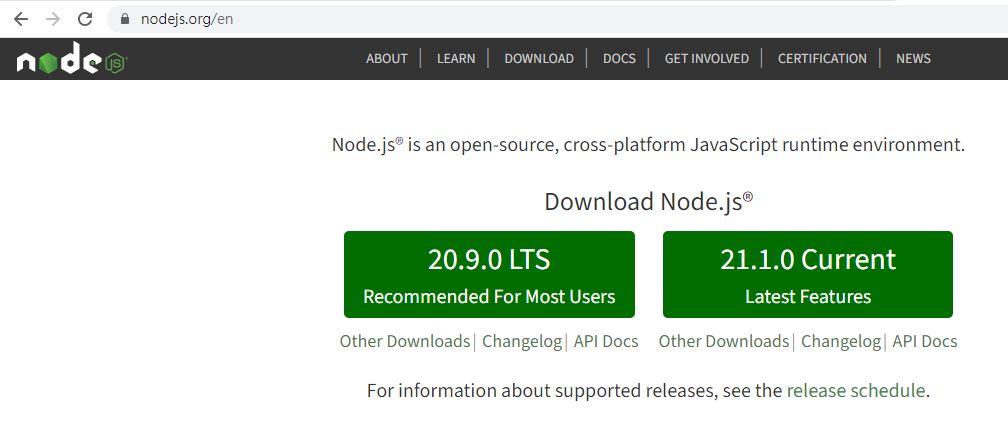 nodejs.org/en
node JS
ABOUT | LEARN | DOWNLOAD | DOCS | GET INVOLVED | CERTIFICATION | NEWS
Node.js® is an open-source, cross-platform JavaScript runtime environment.
Download Node.js®
20.9.0 LTS
Recommended For Most Users
21.1.0 Current
Latest Features
Other Downloads | Changelog | API Docs
Other Downloads | Changelog | API Docs
For information about supported releases, see the release schedule.